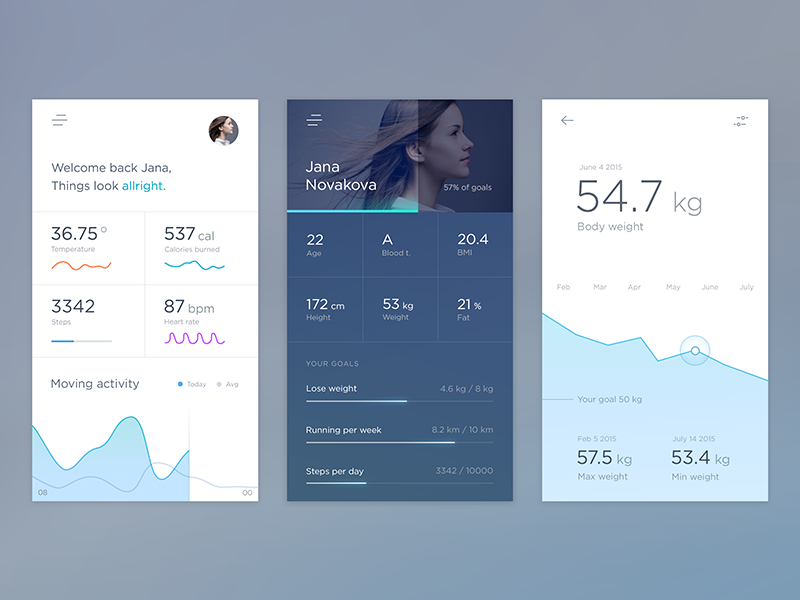 Welcome back Jana,
Things look allright.
36.75°
Temperature
537 cal
Calories burned
3342
Steps
87 bpm
Heart rate
Moving activity
Today
Avg
08
00
Jana
Novakova
57% of goals
22
Age
A
Blood t.
20.4
BMI
172 cm
Height
53 kg
Weight
21 %
Fat
YOUR GOALS
Lose weight
4.6 kg / 8 kg
Running per week
8.2 km / 10 km
Steps per day
3342 / 10000
June 4 2015
54.7 kg
Body weight
Feb Mar Apr May June July
Your goal 50 kg
Feb 5 2015
57.5 kg
Max weight
July 14 2015
53.4 kg
Min weight